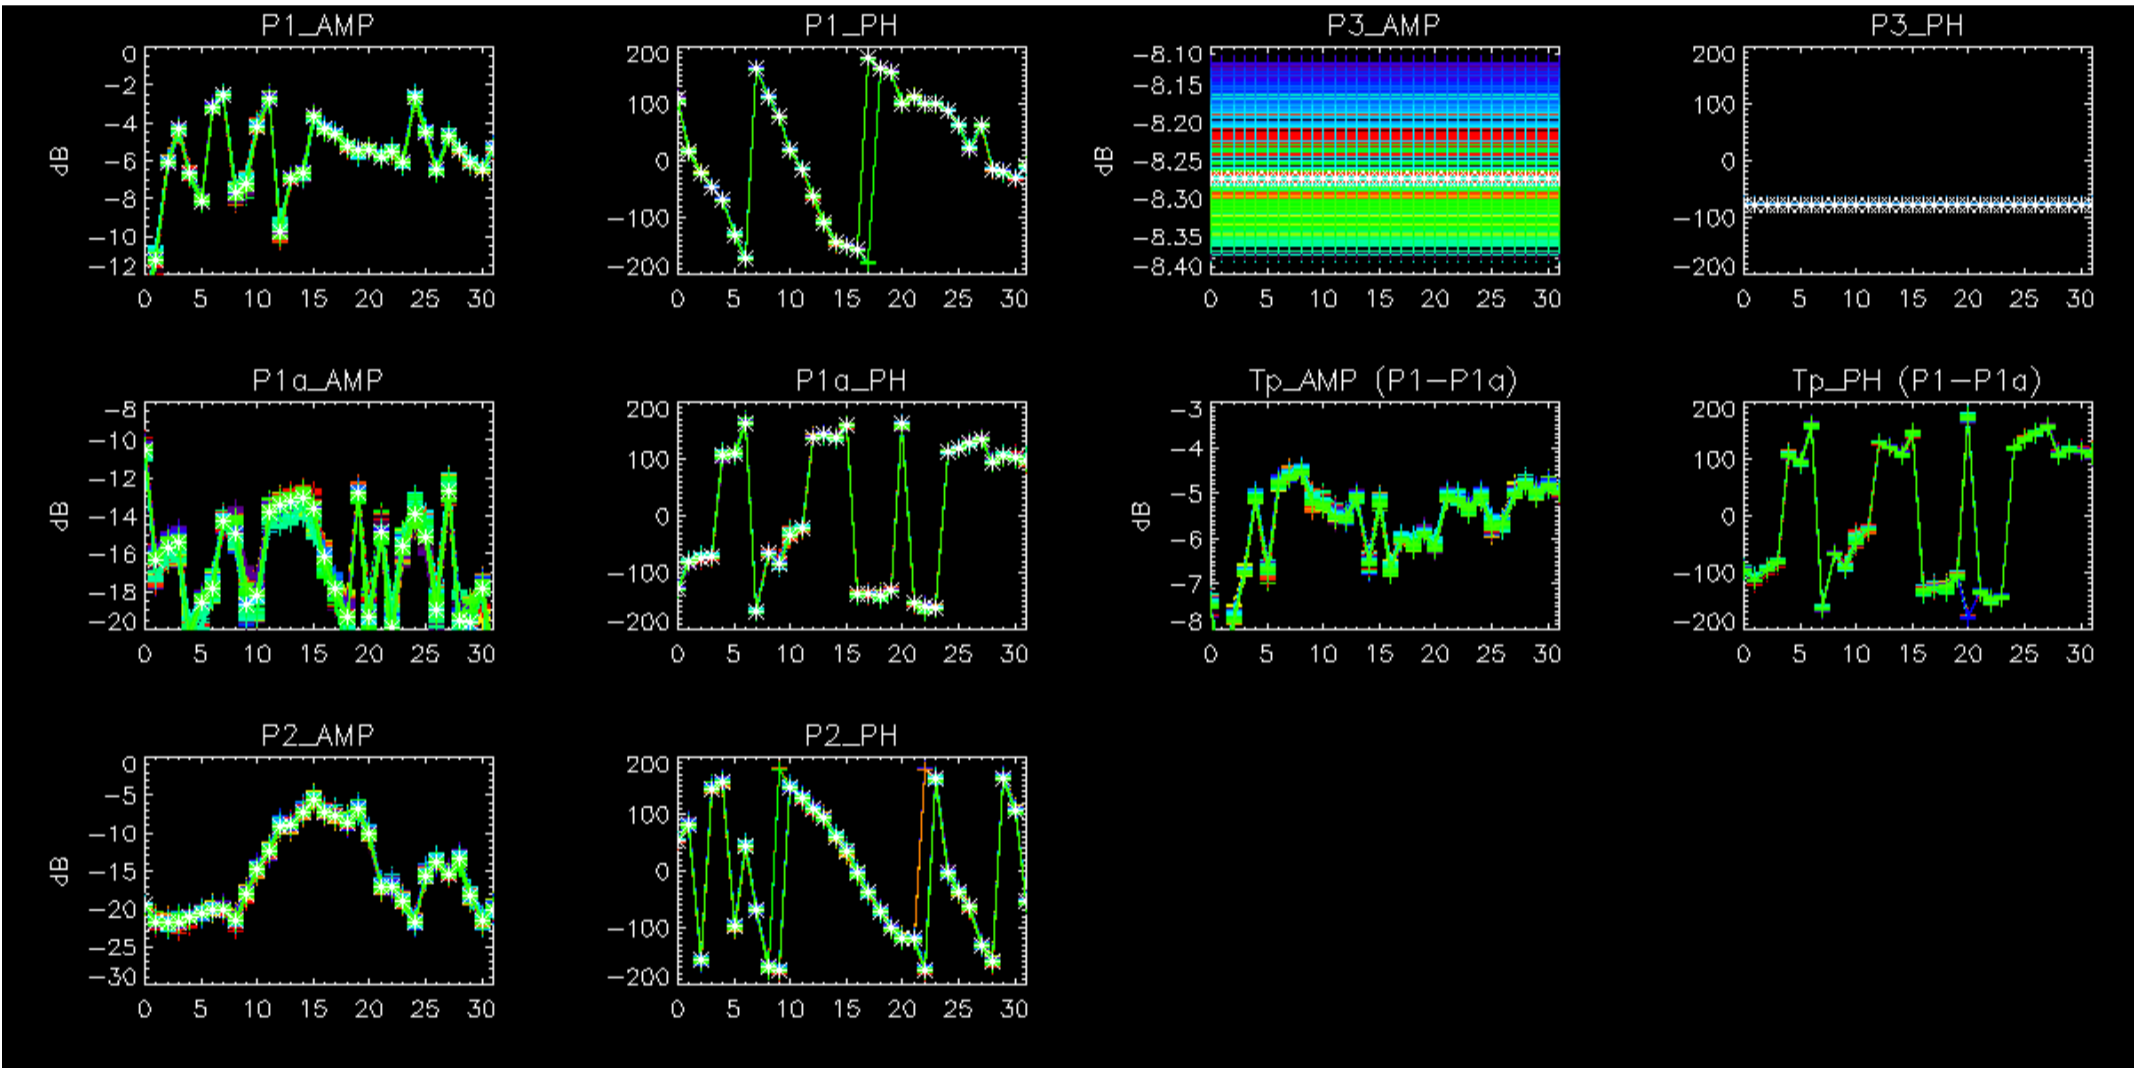 P1_AMP
0
-2
-4
-6
-8
-10
-12
dB
0 5 10 15 20 25 30
P1_PH
200
100
0
-100
-200
0 5 10 15 20 25 30
P3_AMP
-8.10
-8.15
-8.20
-8.25
-8.30
-8.35
-8.40
dB
0 5 10 15 20 25 30
P3_PH
200
100
0
-100
-200
0 5 10 15 20 25 30
P1a_AMP
-8
-10
-12
-14
-16
-18
-20
dB
0 5 10 15 20 25 30
P1a_PH
200
100
0
-100
-200
0 5 10 15 20 25 30
Tp_AMP (P1-P1a)
-3
-4
-5
-6
-7
-8
dB
0 5 10 15 20 25 30
Tp_PH (P1-P1a)
200
100
0
-100
-200
0 5 10 15 20 25 30
P2_AMP
0
-5
-10
-15
-20
-25
-30
dB
0 5 10 15 20 25 30
P2_PH
200
100
0
-100
-200
0 5 10 15 20 25 30